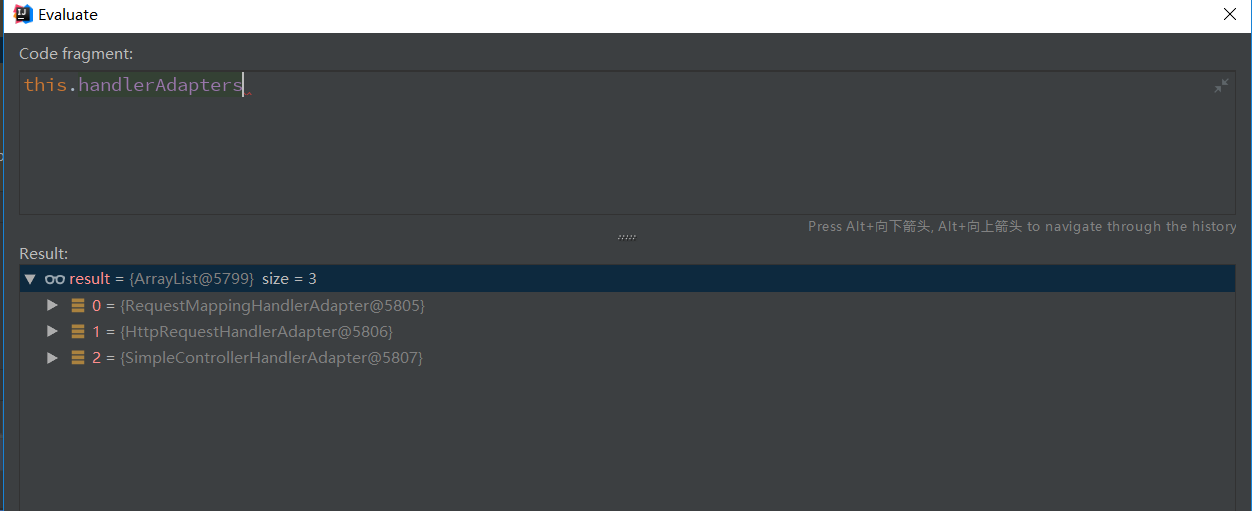 Evaluate
Code fragment:
this.handlerAdapters
Press Alt+向下箭头, Alt+向上箭头 to navigate through the history
Result:
result = {ArrayList@5799} size = 3
0 = {RequestMappingHandlerAdapter@5805}
1 = {HttpRequestHandlerAdapter@5806}
2 = {SimpleControllerHandlerAdapter@5807}